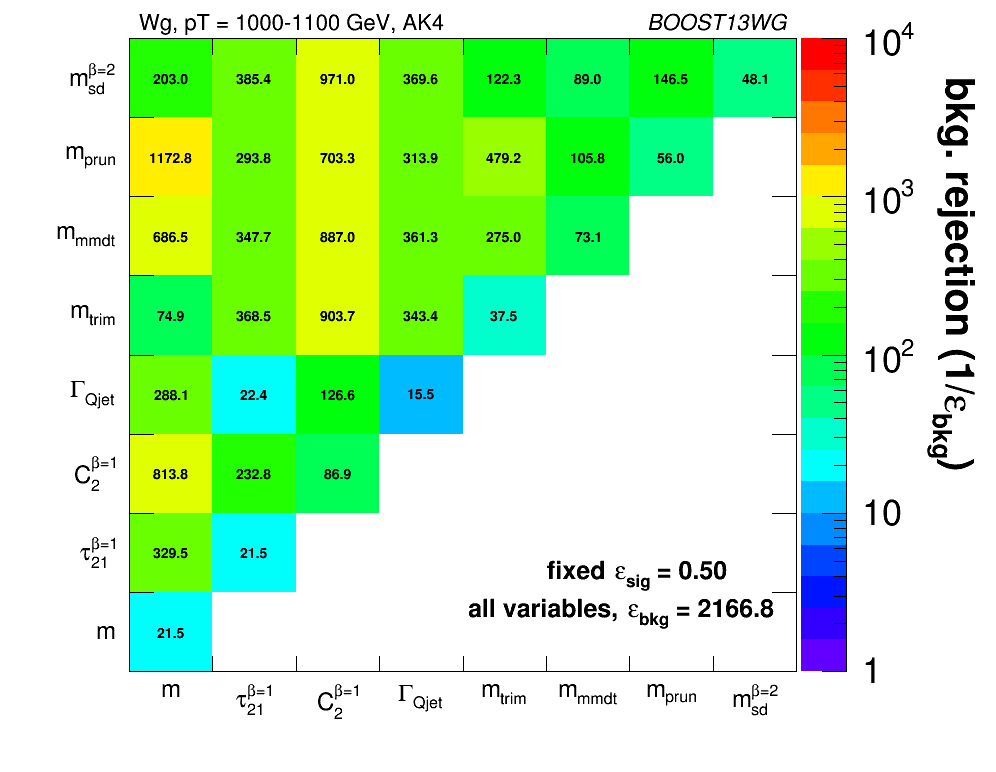 Wg, pT = 1000-1100 GeV, AK4 BOOST13WG
m_sd^β=2 203.0 385.4 971.0 369.6 122.3 89.0 146.5 48.1
m_prun 1172.8 293.8 703.3 313.9 479.2 105.8 56.0
m_mmdt 686.5 347.7 887.0 361.3 275.0 73.1
m_trim 74.9 368.5 903.7 343.4 37.5
Γ_Qjet 288.1 22.4 126.6 15.5
C_2^β=1 813.8 232.8 86.9
τ_21^β=1 329.5 21.5
fixed ε_sig = 0.50
all variables, ε_bkg = 2166.8
m 21.5
m τ_21^β=1 C_2^β=1 Γ_Qjet m_trim m_mmdt m_prun m_sd^β=2
10^4
10^3
10^2
10
1
bkg. rejection (1/ε_bkg)